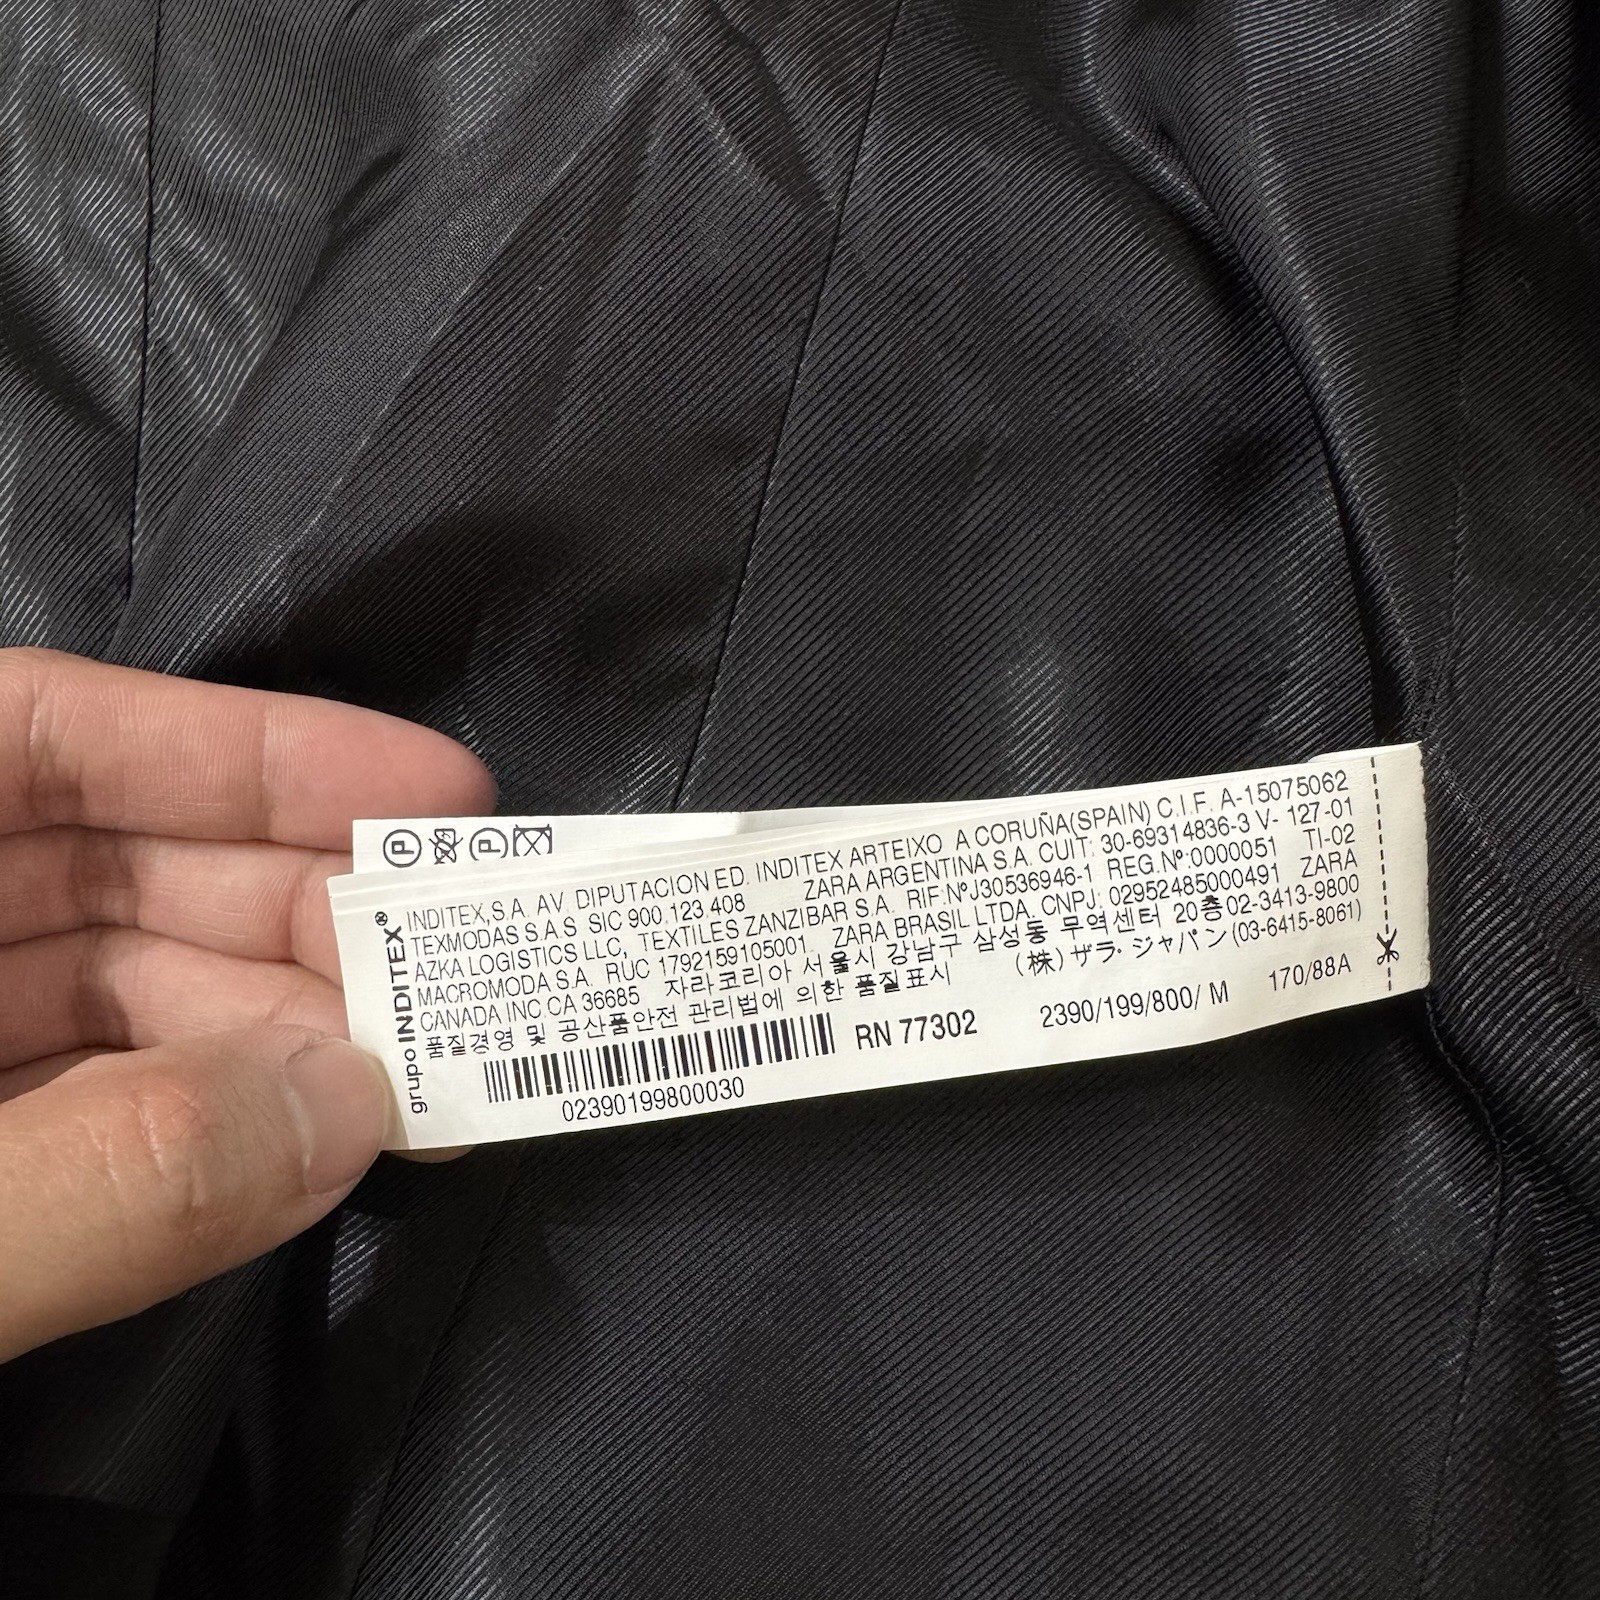 grupo INDITEX®
INDITEX,S.A. AV. DIPUTACION ED. INDITEX ARTEIXO A CORUÑA(SPAIN) C.I.F. A-15075062
TEXMODAS S.A.S SIC 900.123.408 ZARA ARGENTINA S.A. CUIT: 30-69314836-3 V- 127-01
AZKA LOGISTICS LLC, TEXTILES ZANZIBAR S.A. RIF.NºJ30536946-1 REG.Nº:0000051 TI-02
MACROMODA S.A. RUC 1792159105001 ZARA BRASIL LTDA. CNPJ: 02952485000491 ZARA
CANADA INC.CA 36685 자라코리아 서울시 강남구 삼성동 무역센터 20층 02-3413-9800
품질경영 및 공산품안전 관리법에 의한 품질표시 (株)ザラ・ジャパン(03-6415-8061)
RN 77302 2390/199/800/ M 170/88A
02390199800030